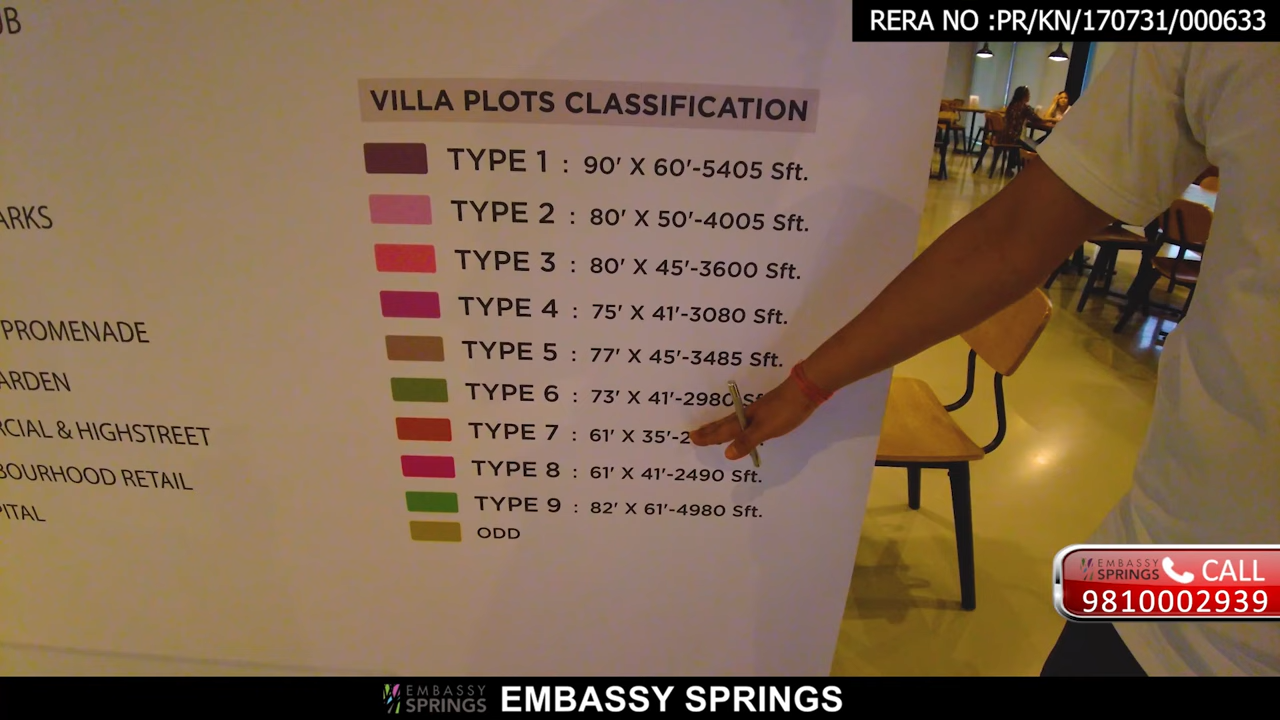 RERA NO :PR/KN/170731/000633
VILLA PLOTS CLASSIFICATION
TYPE 1 : 90' X 60'-5405 Sft.
TYPE 2 : 80' X 50'-4005 Sft.
TYPE 3 : 80' X 45'-3600 Sft.
TYPE 4 : 75' X 41'-3080 Sft.
TYPE 5 : 77' X 45'-3485 Sft.
TYPE 6 : 73' X 41'-2980
TYPE 7 : 61' X 35'-2
TYPE 8 : 61' X 41'-2490 Sft.
TYPE 9 : 82' X 61'-4980 Sft.
ODD
UB
ARKS
PROMENADE
ARDEN
RCIAL & HIGHSTREET
BOURHOOD RETAIL
PITAL
EMBASSY
SPRINGS
CALL
9810002939
EMBASSY
SPRINGS
EMBASSY SPRINGS